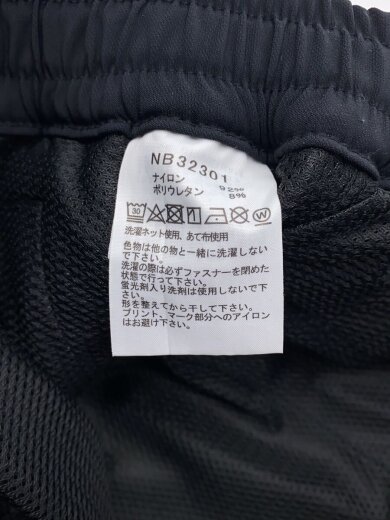 NB32301
ナイロン 92%
ポリウレタン 8%
30
洗濯ネット使用、あて布使用
色物は他の物と一緒に洗濯しない
で下さい。
洗濯の際は必ずファスナーを閉めた
状態で行って下さい。
蛍光剤入り洗剤は使用しないで下
さい。
形を整えてから干して下さい。
プリント、マーク部分へのアイロン
はお避け下さい。